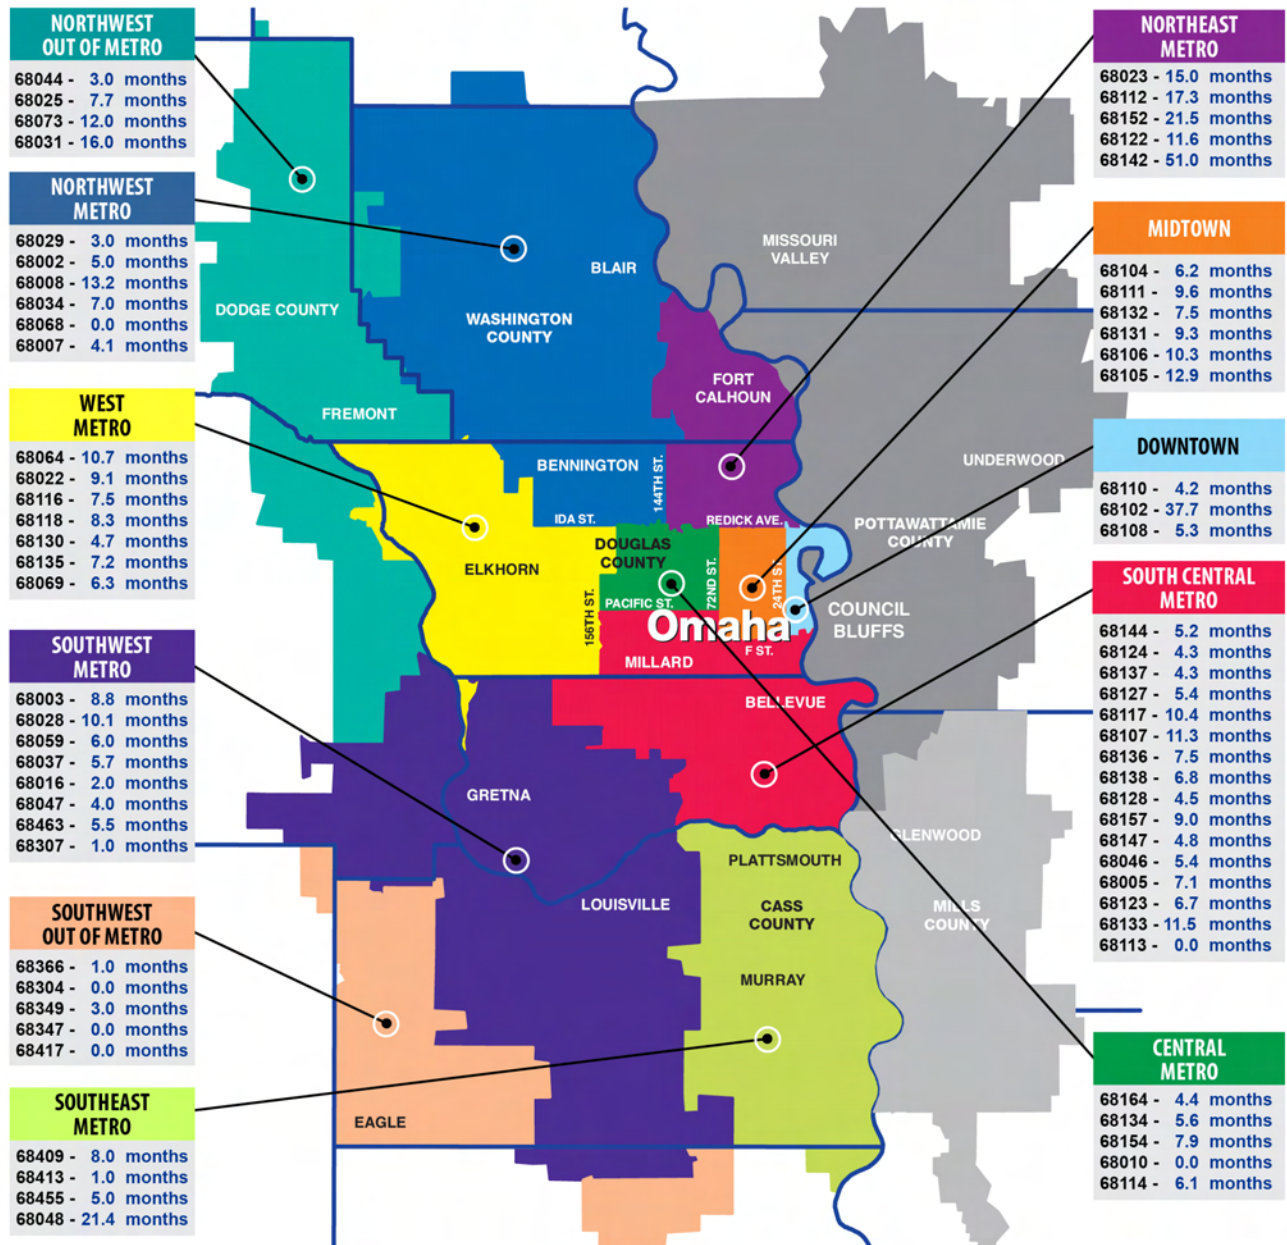 NORTHWEST
OUT OF METRO
68044 - 3.0 months
68025 - 7.7 months
68073 - 12.0 months
68031 - 16.0 months
NORTHWEST
METRO
68029 - 3.0 months
68002 - 5.0 months
68008 - 13.2 months
68034 - 7.0 months
68068 - 0.0 months
68007 - 4.1 months
WEST
METRO
68064 - 10.7 months
68022 - 9.1 months
68116 - 7.5 months
68118 - 8.3 months
68130 - 4.7 months
68135 - 7.2 months
68069 - 6.3 months
SOUTHWEST
METRO
68003 - 8.8 months
68028 - 10.1 months
68059 - 6.0 months
68037 - 5.7 months
68016 - 2.0 months
68047 - 4.0 months
68463 - 5.5 months
68307 - 1.0 months
SOUTHWEST
OUT OF METRO
68366 - 1.0 months
68304 - 0.0 months
68349 - 3.0 months
68347 - 0.0 months
68417 - 0.0 months
SOUTHEAST
METRO
68409 - 8.0 months
68413 - 1.0 months
68455 - 5.0 months
68048 - 21.4 months
MISSOURI
VALLEY
BLAIR
DODGE COUNTY
WASHINGTON
COUNTY
FORT
CALHOUN
FREMONT
BENNINGTON
144TH ST.
UNDERWOOD
IDA ST.
REDICK AVE.
POTTAWATTAMIE
COUNTY
DOUGLAS
COUNTY
ELKHORN
72ND ST.
24TH ST.
156TH ST.
PACIFIC ST.
COUNCIL
BLUFFS
Omaha
F ST.
MILLARD
BELLEVUE
GRETNA
GLENWOOD
PLATTSMOUTH
LOUISVILLE
CASS
COUNTY
MILLS
COUNTY
MURRAY
EAGLE
NORTHEAST
METRO
68023 - 15.0 months
68112 - 17.3 months
68152 - 21.5 months
68122 - 11.6 months
68142 - 51.0 months
MIDTOWN
68104 - 6.2 months
68111 - 9.6 months
68132 - 7.5 months
68131 - 9.3 months
68106 - 10.3 months
68105 - 12.9 months
DOWNTOWN
68110 - 4.2 months
68102 - 37.7 months
68108 - 5.3 months
SOUTH CENTRAL
METRO
68144 - 5.2 months
68124 - 4.3 months
68137 - 4.3 months
68127 - 5.4 months
68117 - 10.4 months
68107 - 11.3 months
68136 - 7.5 months
68138 - 6.8 months
68128 - 4.5 months
68157 - 9.0 months
68147 - 4.8 months
68046 - 5.4 months
68005 - 7.1 months
68123 - 6.7 months
68133 - 11.5 months
68113 - 0.0 months
CENTRAL
METRO
68164 - 4.4 months
68134 - 5.6 months
68154 - 7.9 months
68010 - 0.0 months
68114 - 6.1 months